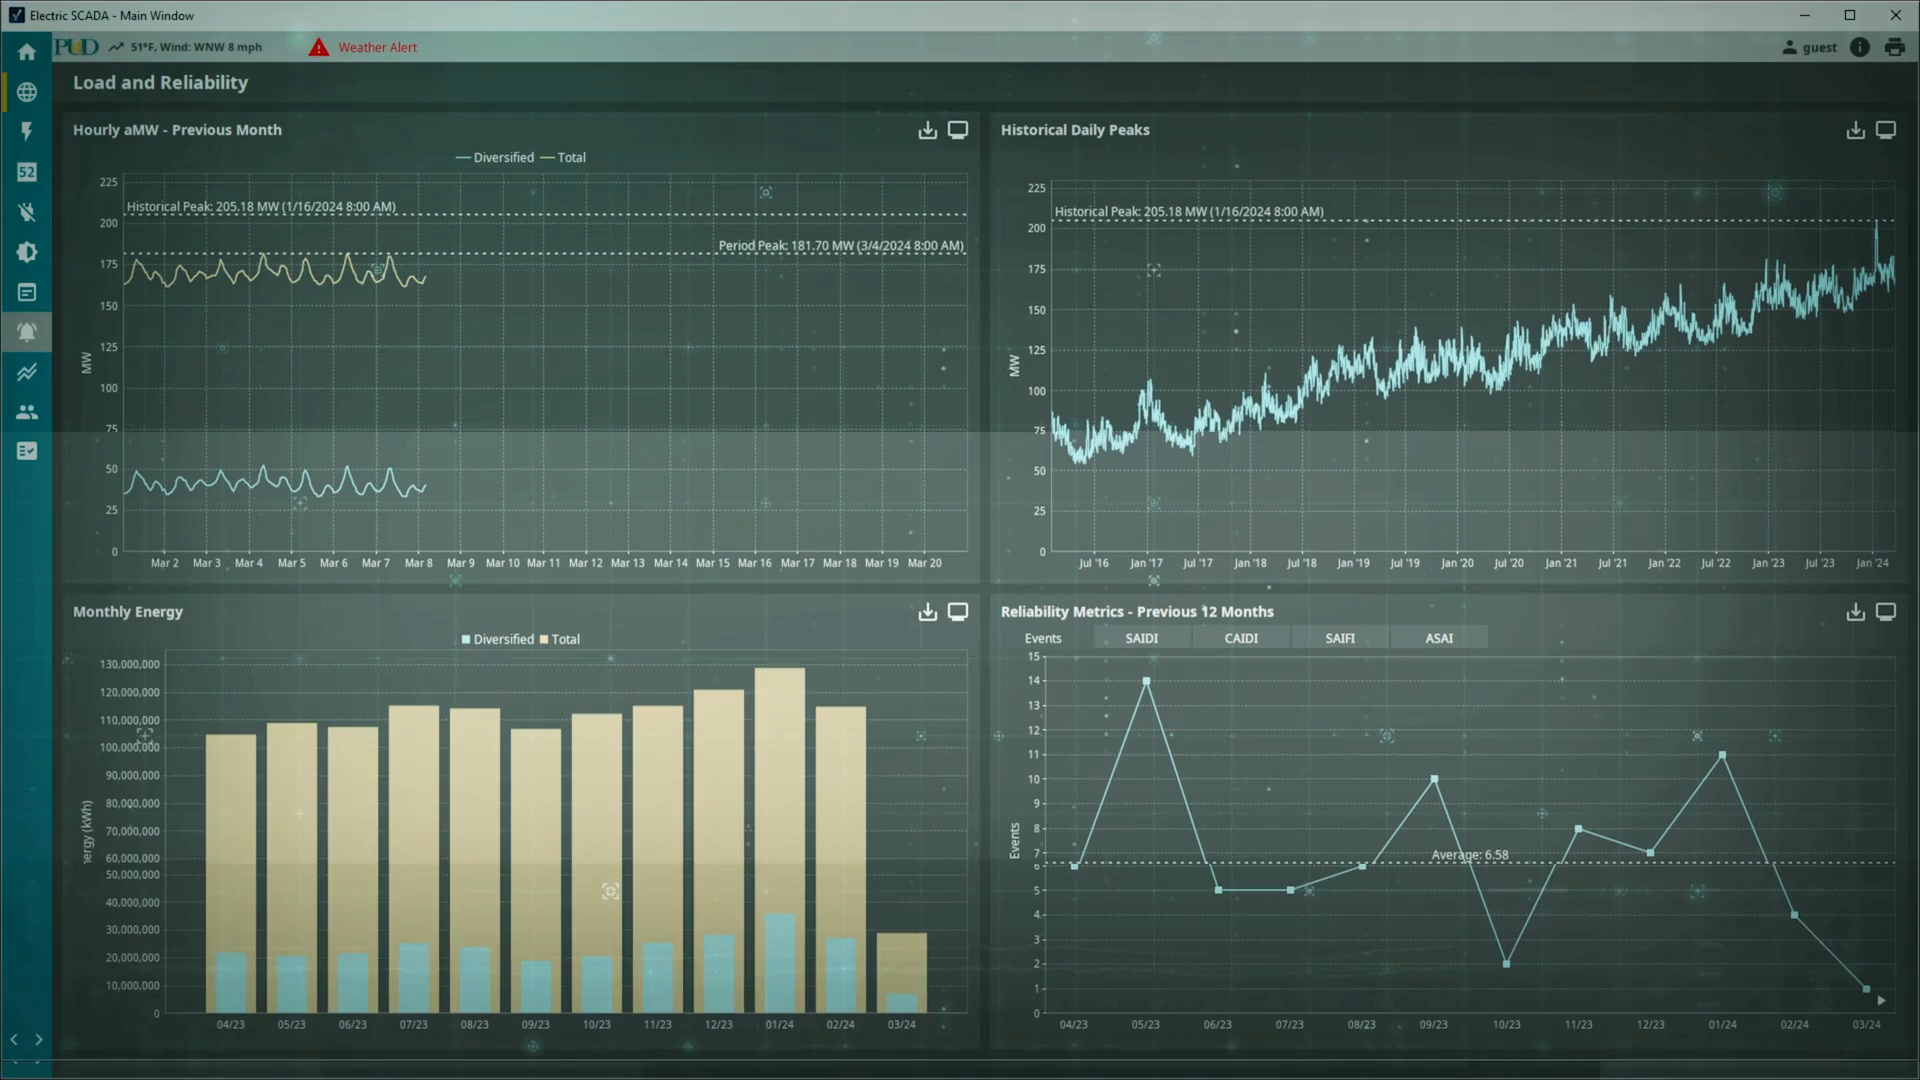 Electric SCADA - Main Window
PUD 51°F, Wind: WNW 8 mph
Weather Alert
guest
Load and Reliability
52
Hourly aMW - Previous Month
Diversified Total
225
200
175
150
125
100
75
50
25
0
MW
Historical Peak: 205.18 MW (1/16/2024 8:00 AM)
Period Peak: 181.70 MW (3/4/2024 8:00 AM)
Mar 2 Mar 3 Mar 4 Mar 5 Mar 6 Mar 7 Mar 8 Mar 9 Mar 10 Mar 11 Mar 12 Mar 13 Mar 14 Mar 15 Mar 16 Mar 17 Mar 18 Mar 19 Mar 20
Historical Daily Peaks
225
200
175
150
125
100
75
50
25
0
MW
Historical Peak: 205.18 MW (1/16/2024 8:00 AM)
Jul '16 Jan '17 Jul '17 Jan '18 Jul '18 Jan '19 Jul '19 Jan '20 Jul '20 Jan '21 Jul '21 Jan '22 Jul '22 Jan '23 Jul '23 Jan '24
Monthly Energy
Diversified Total
130,000,000
120,000,000
110,000,000
100,000,000
90,000,000
80,000,000
70,000,000
60,000,000
50,000,000
40,000,000
30,000,000
20,000,000
10,000,000
0
nergy (kWh)
04/23 05/23 06/23 07/23 08/23 09/23 10/23 11/23 12/23 01/24 02/24 03/24
Reliability Metrics - Previous 12 Months
Events SAIDI CAIDI SAIFI ASAI
15
14
13
12
11
10
9
8
7
6
5
4
3
2
1
0
Events
Average: 6.58
04/23 05/23 06/23 07/23 08/23 09/23 10/23 11/23 12/23 01/24 02/24 03/24